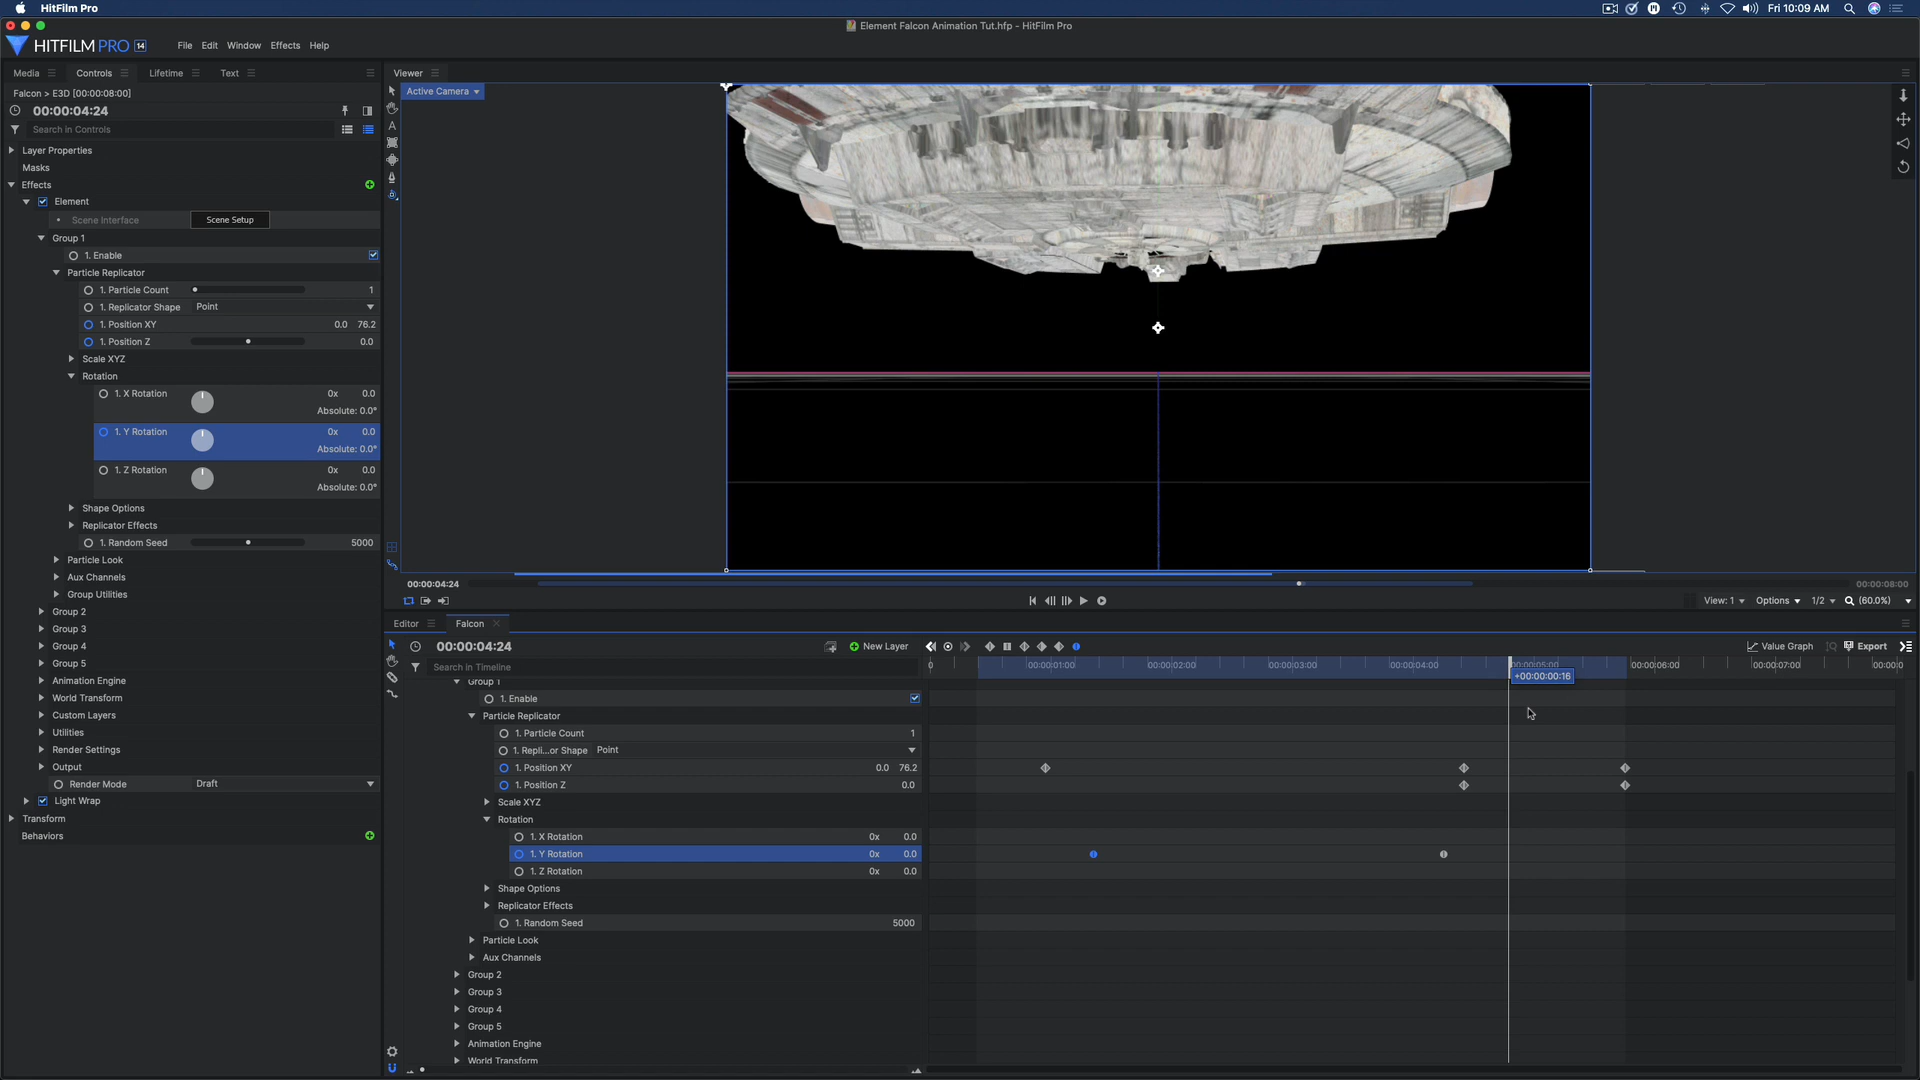 HitFilm Pro
Fri 10:09 AM
Element Falcon Animation Tut.hfp - HitFilm Pro
HITFILM PRO 14
File Edit Window Effects Help
Media Controls Lifetime Text
Falcon > E3D [00:00:08:00]
00:00:04:24
Search in Controls
Layer Properties
Masks
Effects
Element
Scene Interface Scene Setup
Group 1
1. Enable
Particle Replicator
1. Particle Count 1
1. Replicator Shape Point
1. Position XY 0.0 76.2
1. Position Z 0.0
Scale XYZ
Rotation
1. X Rotation 0x 0.0
Absolute: 0.0°
1. Y Rotation 0x 0.0
Absolute: 0.0°
1. Z Rotation 0x 0.0
Absolute: 0.0°
Shape Options
Replicator Effects
1. Random Seed 5000
Particle Look
Aux Channels
Group Utilities
Group 2
Group 3
Group 4
Group 5
Animation Engine
World Transform
Custom Layers
Utilities
Render Settings
Output
Render Mode Draft
Light Wrap
Transform
Behaviors
Viewer
Active Camera
00:00:04:24
00:00:08:00
View: 1 Options 1/2 (60.0%)
Editor Falcon
00:00:04:24
New Layer
Value Graph
Export
Search in Timeline
0 00:00:01:00 00:00:02:00 00:00:03:00 00:00:04:00 00:00:05:00 00:00:06:00 00:00:07:00 00:00:0
+00:00:00:16
Group 1
1. Enable
Particle Replicator
1. Particle Count 1
1. Repli...or Shape Point
1. Position XY 0.0 76.2
1. Position Z 0.0
Scale XYZ
Rotation
1. X Rotation 0x 0.0
1. Y Rotation 0x 0.0
1. Z Rotation 0x 0.0
Shape Options
Replicator Effects
1. Random Seed 5000
Particle Look
Aux Channels
Group 2
Group 3
Group 4
Group 5
Animation Engine
World Transform